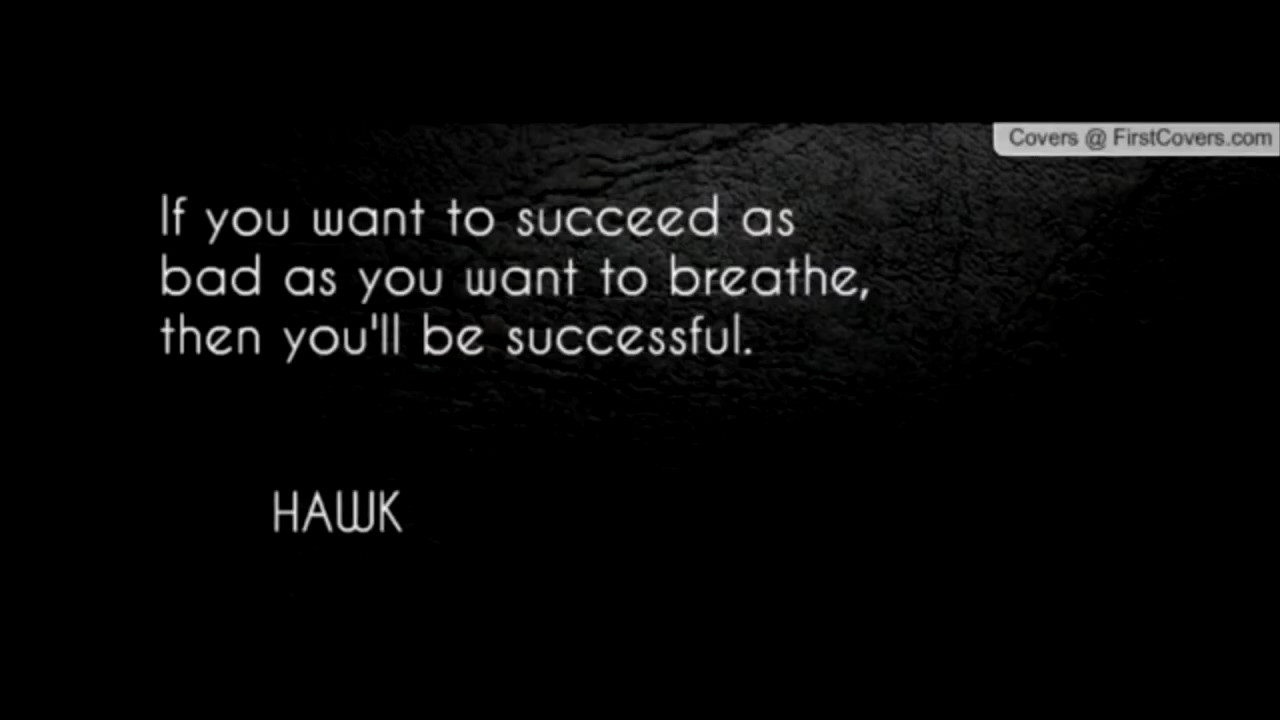 Covers @ FirstCovers.com
If you want to succeed as
bad as you want to breathe,
then you'll be successful.
HAWK